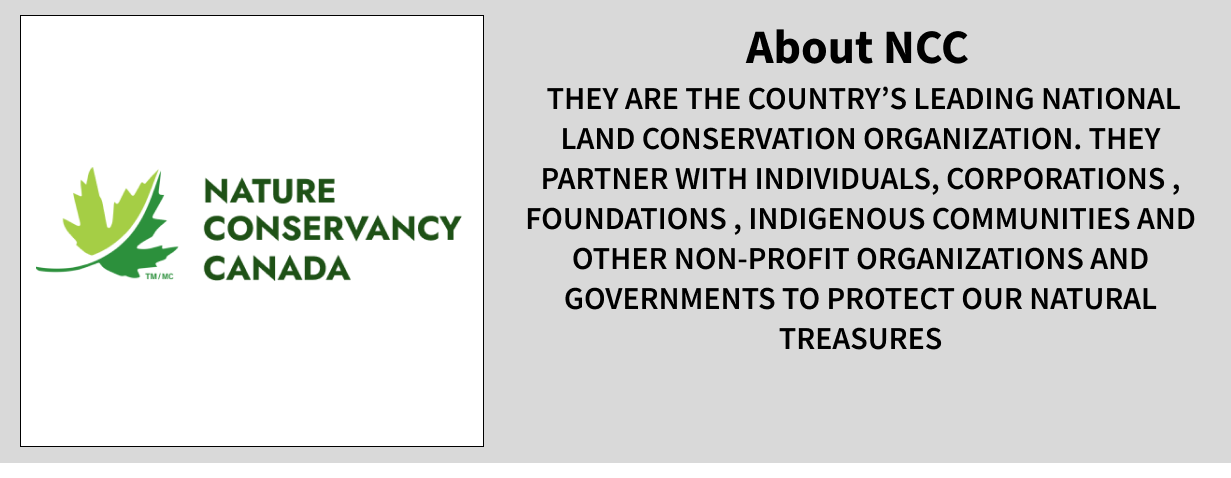 NATURE
CONSERVANCY
CANADA
TM/MC
About NCC
THEY ARE THE COUNTRY’S LEADING NATIONAL
LAND CONSERVATION ORGANIZATION. THEY
PARTNER WITH INDIVIDUALS, CORPORATIONS ,
FOUNDATIONS , INDIGENOUS COMMUNITIES AND
OTHER NON-PROFIT ORGANIZATIONS AND
GOVERNMENTS TO PROTECT OUR NATURAL
TREASURES